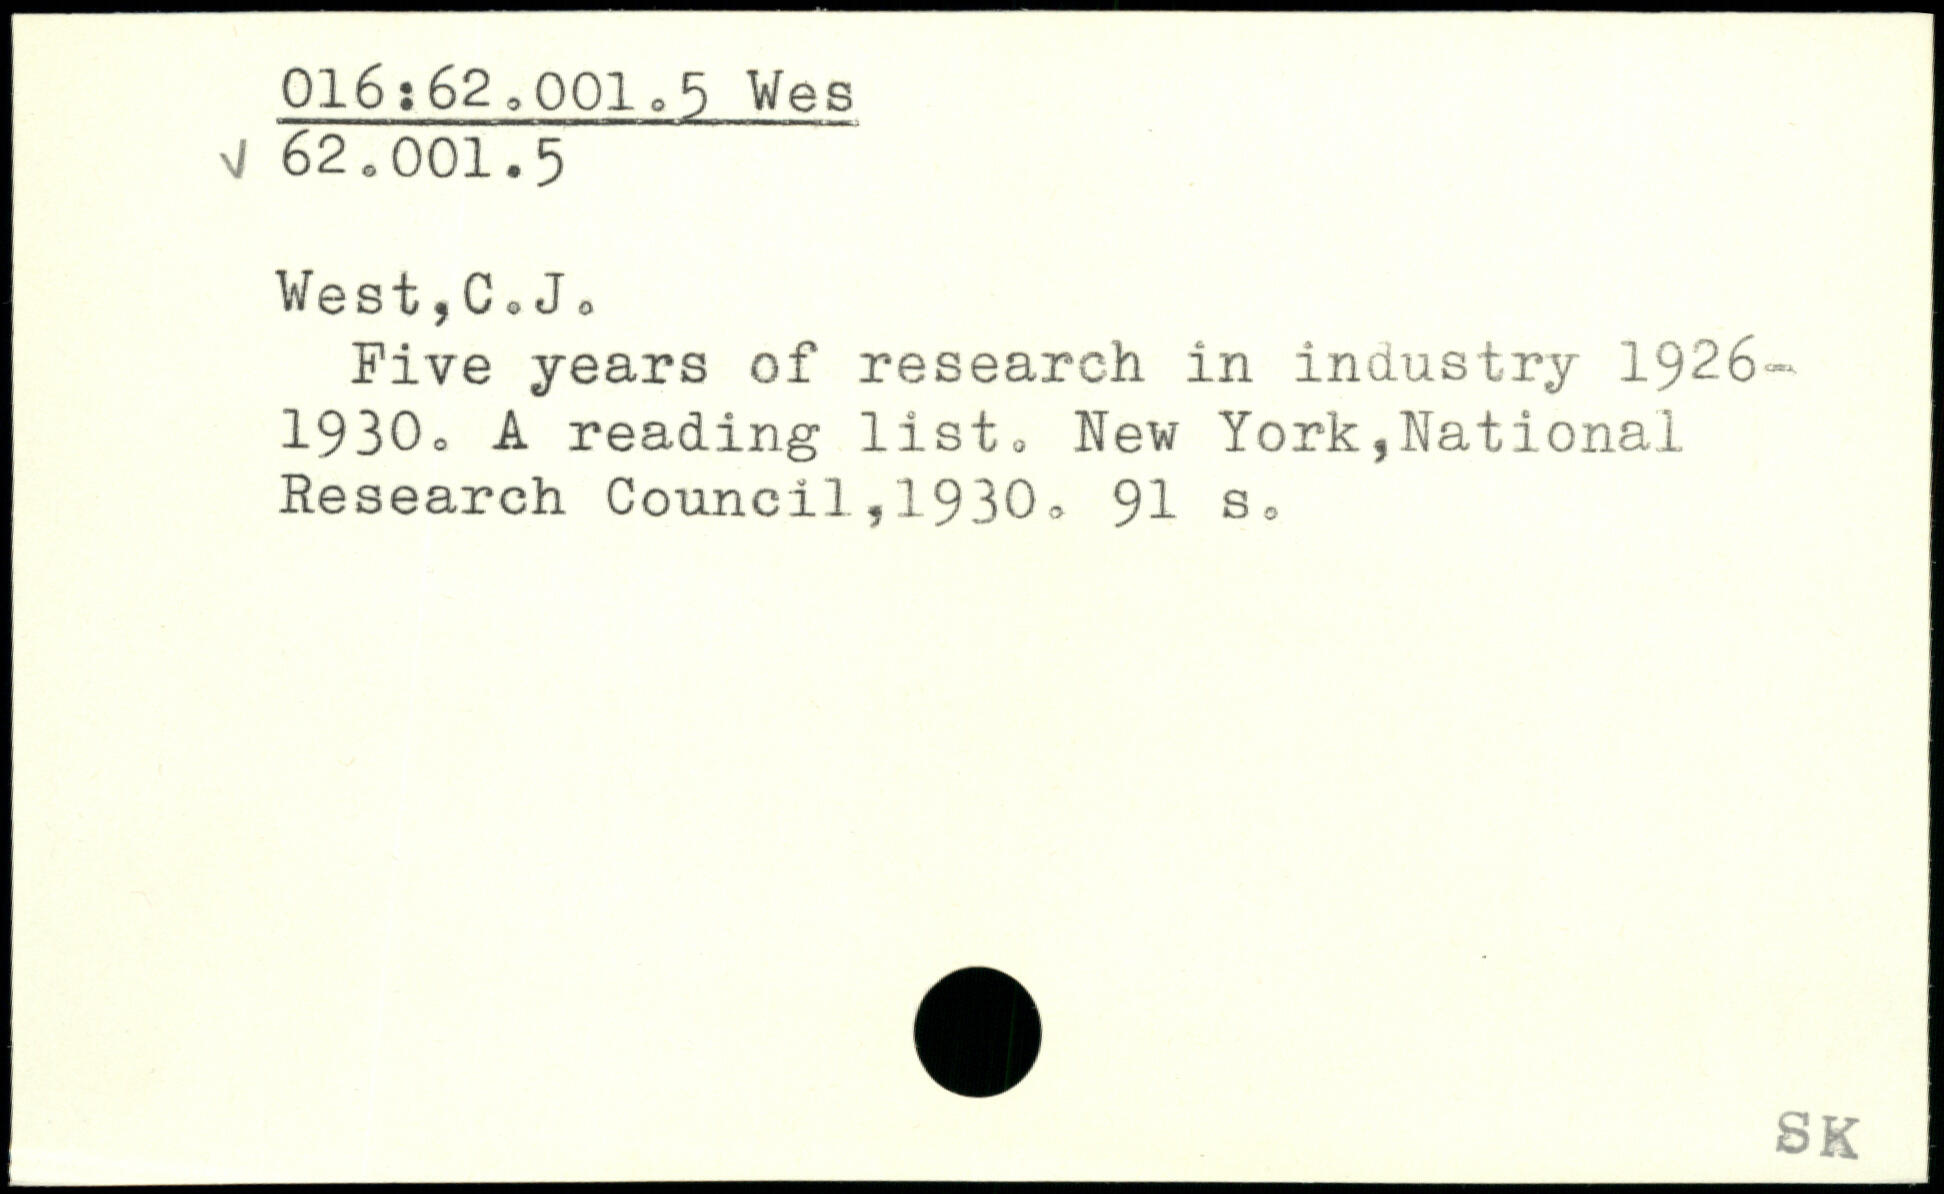 016:62.001.5 Wes
√ 62.001.5
West,C.J.
Five years of research in industry 1926-
1930. A reading list. New York,National
Research Council,1930. 91 s.
SK